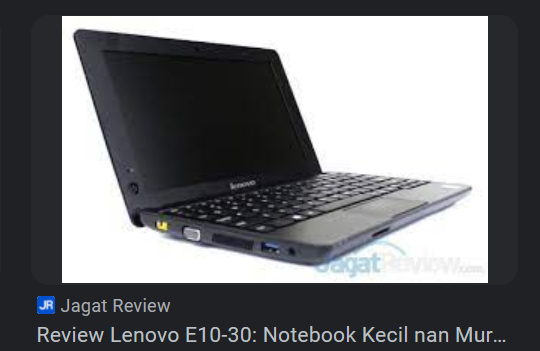 lenovo
JagatReview.com
JR Jagat Review
Review Lenovo E10-30: Notebook Kecil nan Mur...